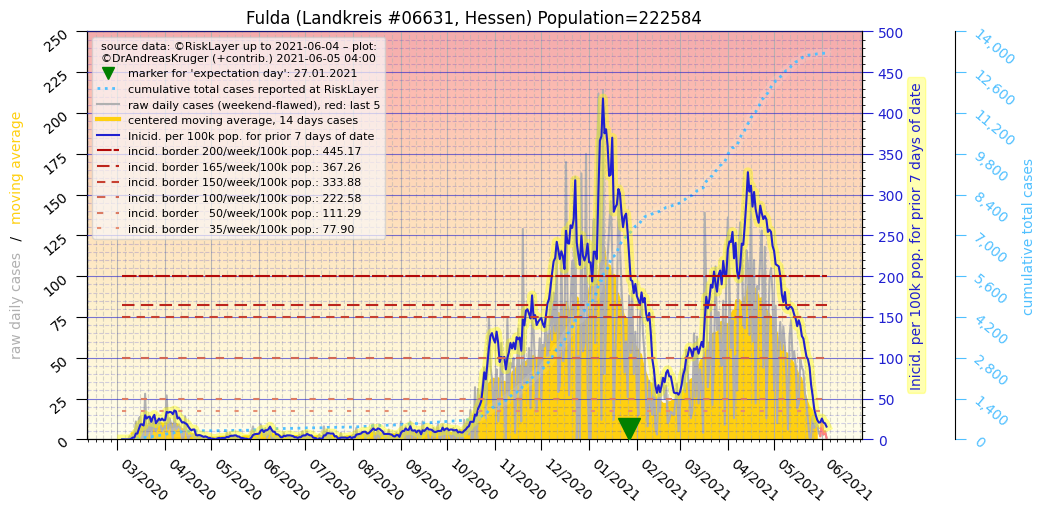 Fulda (Landkreis #06631, Hessen) Population=222584
source data: ©RiskLayer up to 2021-06-04 – plot:
©DrAndreasKruger (+contrib.) 2021-06-05 04:00
marker for 'expectation day': 27.01.2021
cumulative total cases reported at RiskLayer
raw daily cases (weekend-flawed), red: last 5
centered moving average, 14 days cases
Inicid. per 100k pop. for prior 7 days of date
incid. border 200/week/100k pop.: 445.17
incid. border 165/week/100k pop.: 367.26
incid. border 150/week/100k pop.: 333.88
incid. border 100/week/100k pop.: 222.58
incid. border   50/week/100k pop.: 111.29
incid. border   35/week/100k pop.: 77.90
raw daily cases / moving average
250
225
200
175
150
125
100
75
50
25
0
03/2020
04/2020
05/2020
06/2020
07/2020
08/2020
09/2020
10/2020
11/2020
12/2020
01/2021
02/2021
03/2021
04/2021
05/2021
06/2021
500
450
400
350
300
250
200
150
100
50
0
Inicid. per 100k pop. for prior 7 days of date
14,000
12,600
11,200
9,800
8,400
7,000
5,600
4,200
2,800
1,400
0
cumulative total cases